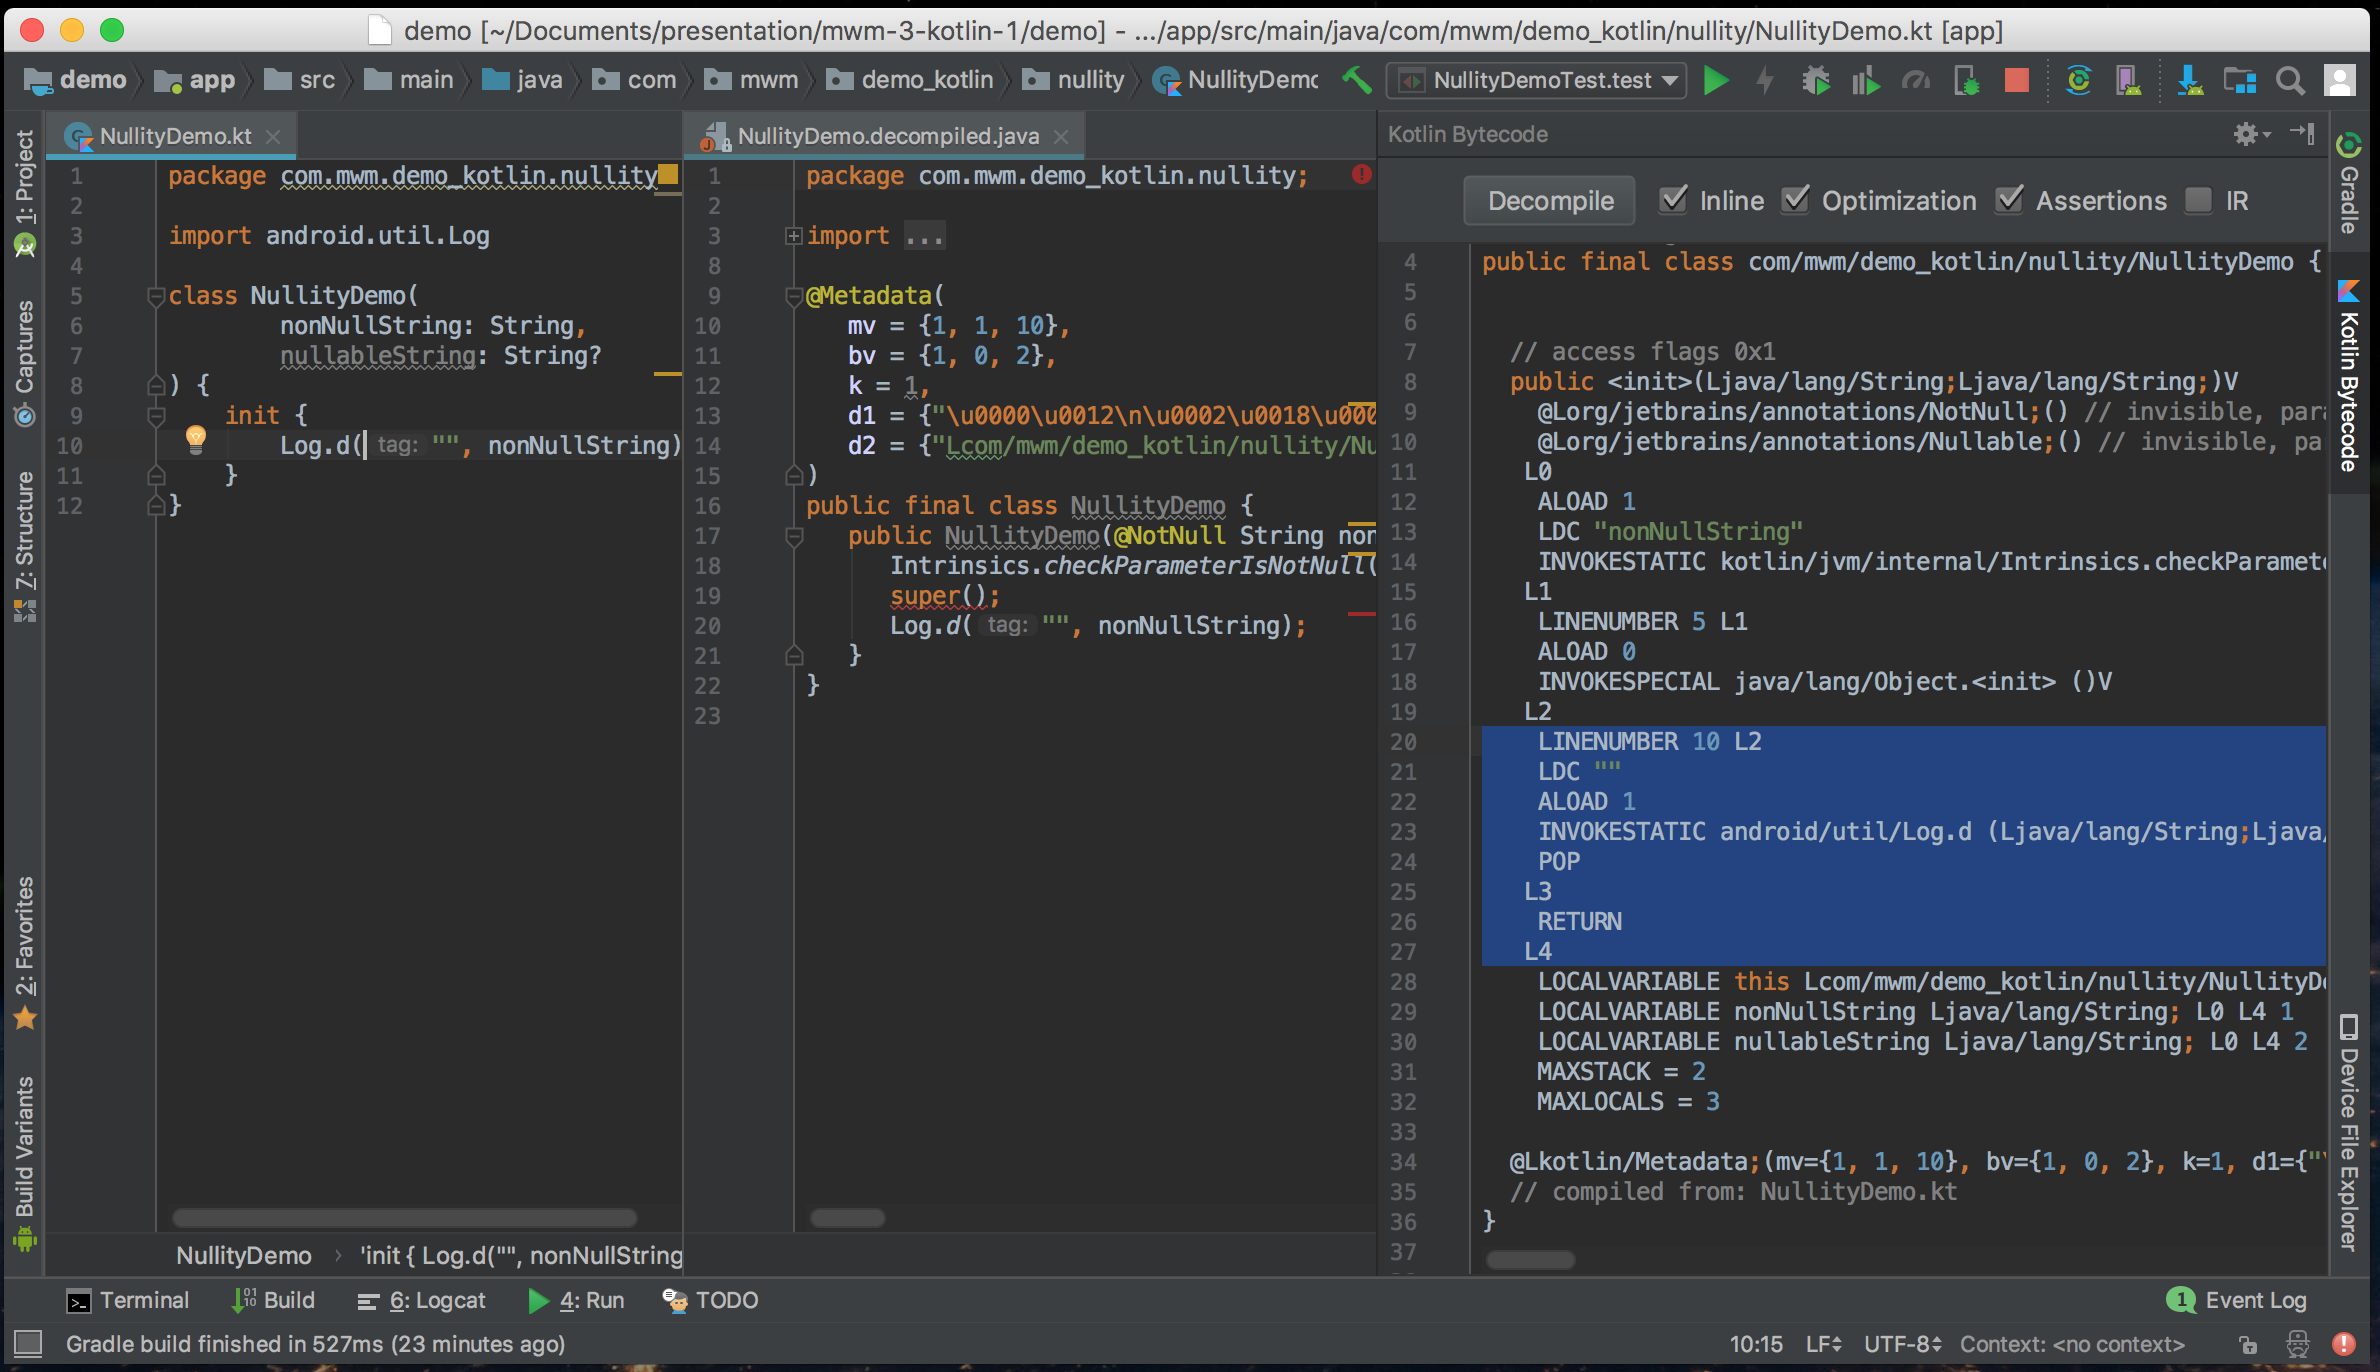 demo [~/Documents/presentation/mwm-3-kotlin-1/demo] - .../app/src/main/java/com/mwm/demo_kotlin/nullity/NullityDemo.kt [app]
demo app src main java com mwm demo_kotlin nullity NullityDemo NullityDemoTest.test
1: Project
Captures
7: Structure
2: Favorites
Build Variants
NullityDemo.kt
1 package com.mwm.demo_kotlin.nullity
2
3 import android.util.Log
4
5 class NullityDemo(
6 nonNullString: String,
7 nullableString: String?
8 ) {
9 init {
10 Log.d( tag: "", nonNullString)
11 }
12 }
NullityDemo › 'init { Log.d("", nonNullString
NullityDemo.decompiled.java
1 package com.mwm.demo_kotlin.nullity;
2
3 import ...
8
9 @Metadata(
10 mv = {1, 1, 10},
11 bv = {1, 0, 2},
12 k = 1,
13 d1 = {"\u0000\u0012\n\u0002\u0018\u000
14 d2 = {"Lcom/mwm/demo_kotlin/nullity/Nu
15 )
16 public final class NullityDemo {
17 public NullityDemo(@NotNull String non
18 Intrinsics.checkParameterIsNotNull(
19 super();
20 Log.d( tag: "", nonNullString);
21 }
22 }
23
Kotlin Bytecode
Decompile Inline Optimization Assertions IR
4 public final class com/mwm/demo_kotlin/nullity/NullityDemo {
5
6
7 // access flags 0x1
8 public <init>(Ljava/lang/String;Ljava/lang/String;)V
9 @Lorg/jetbrains/annotations/NotNull;() // invisible, para
10 @Lorg/jetbrains/annotations/Nullable;() // invisible, pa
11 L0
12 ALOAD 1
13 LDC "nonNullString"
14 INVOKESTATIC kotlin/jvm/internal/Intrinsics.checkParamete
15 L1
16 LINENUMBER 5 L1
17 ALOAD 0
18 INVOKESPECIAL java/lang/Object.<init> ()V
19 L2
20 LINENUMBER 10 L2
21 LDC ""
22 ALOAD 1
23 INVOKESTATIC android/util/Log.d (Ljava/lang/String;Ljava/
24 POP
25 L3
26 RETURN
27 L4
28 LOCALVARIABLE this Lcom/mwm/demo_kotlin/nullity/NullityDe
29 LOCALVARIABLE nonNullString Ljava/lang/String; L0 L4 1
30 LOCALVARIABLE nullableString Ljava/lang/String; L0 L4 2
31 MAXSTACK = 2
32 MAXLOCALS = 3
33
34 @Lkotlin/Metadata;(mv={1, 1, 10}, bv={1, 0, 2}, k=1, d1={"\
35 // compiled from: NullityDemo.kt
36 }
37
Gradle
Kotlin Bytecode
Device File Explorer
Terminal Build 6: Logcat 4: Run TODO 1 Event Log
Gradle build finished in 527ms (23 minutes ago) 10:15 LF UTF-8 Context: <no context>